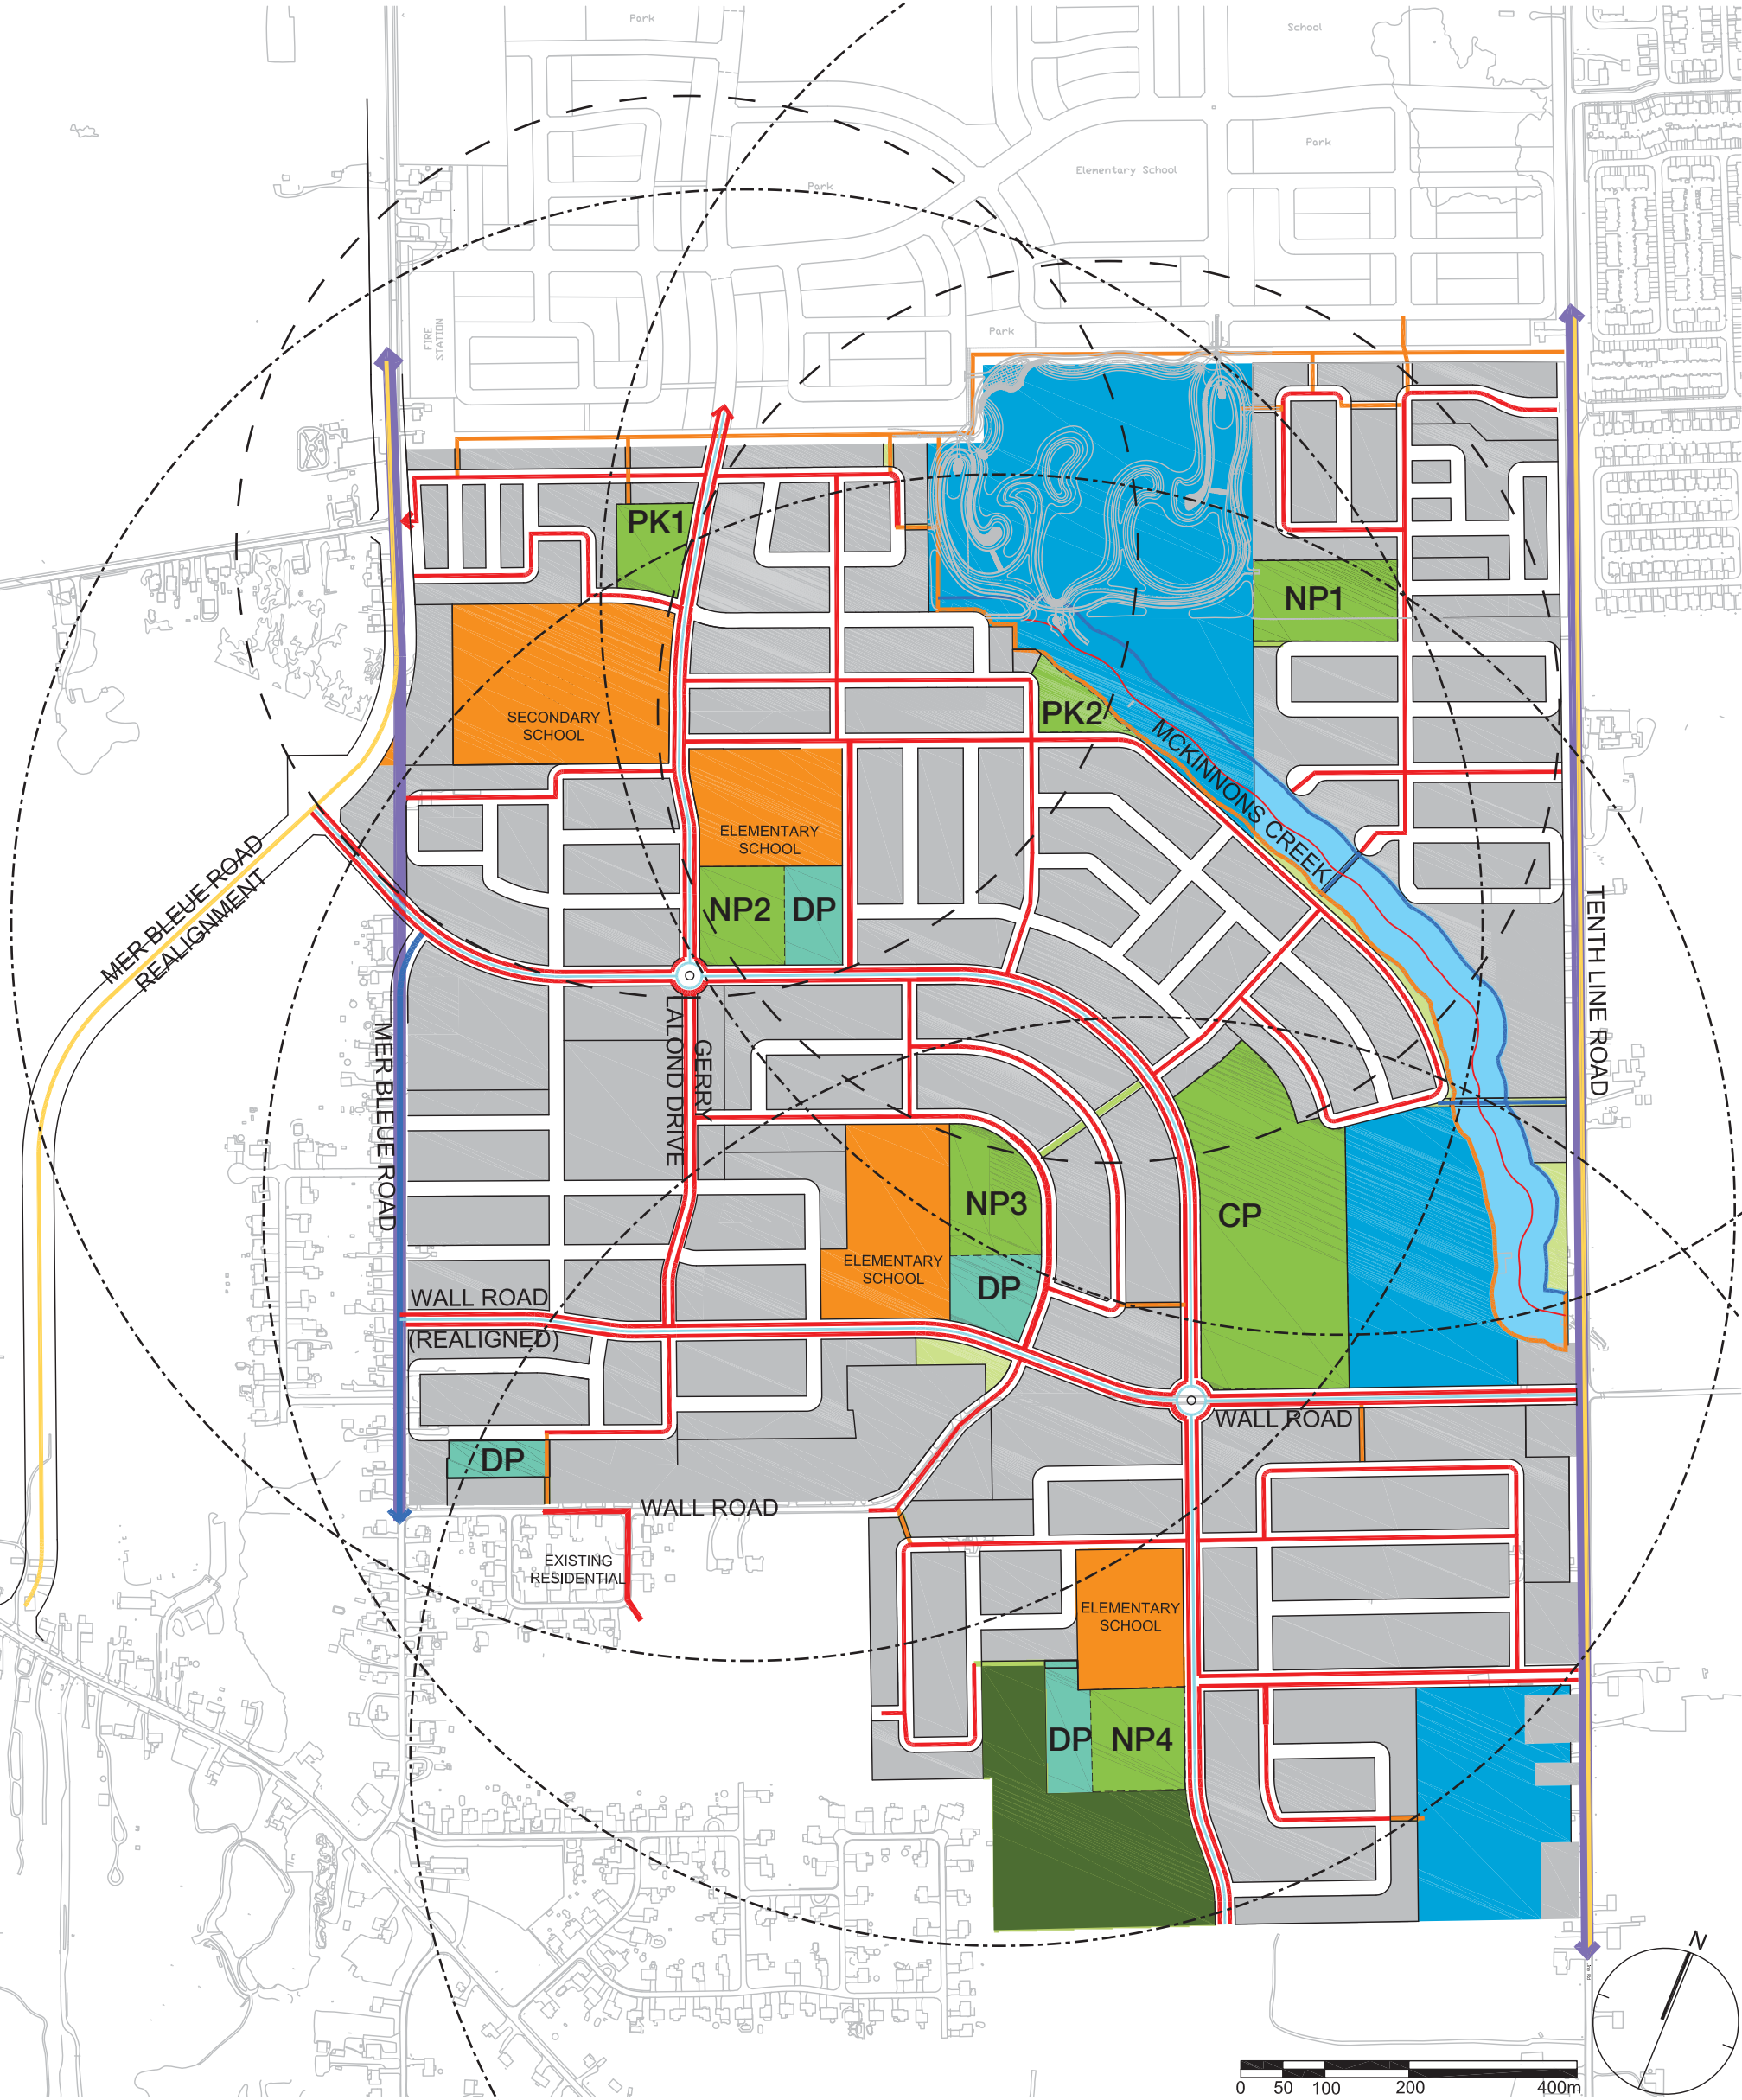 Park
School
Park
Elementary School
Park
FIRE
STATION
Park
PK1
NP1
SECONDARY
SCHOOL
PK2
MCKINNONS CREEK
ELEMENTARY
SCHOOL
NP2
DP
MER BLEUE ROAD
REALIGNMENT
TENTH LINE ROAD
MER BLEUE ROAD
GERRY
LALOND DRIVE
NP3
CP
ELEMENTARY
SCHOOL
DP
WALL ROAD
(REALIGNED)
WALL ROAD
DP
WALL ROAD
EXISTING
RESIDENTIAL
ELEMENTARY
SCHOOL
DP
NP4
N
0 50 100 200 400m